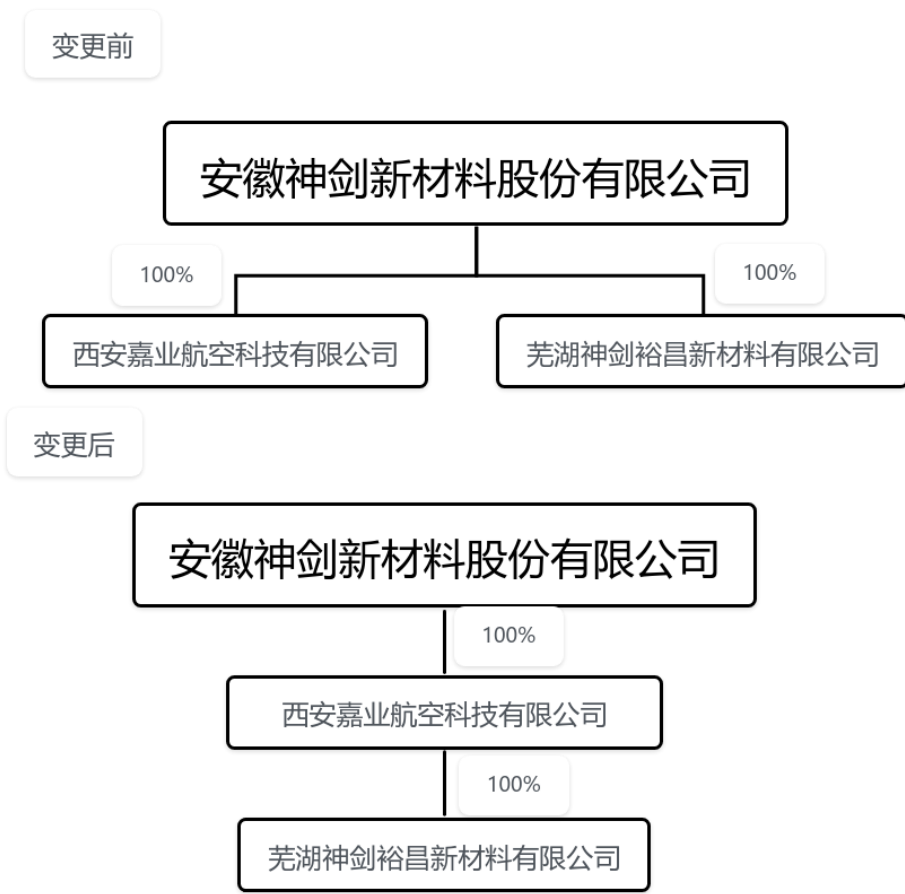 变更前
安徽神剑新材料股份有限公司
100%
100%
西安嘉业航空科技有限公司
芜湖神剑裕昌新材料有限公司
变更后
安徽神剑新材料股份有限公司
100%
西安嘉业航空科技有限公司
100%
芜湖神剑裕昌新材料有限公司